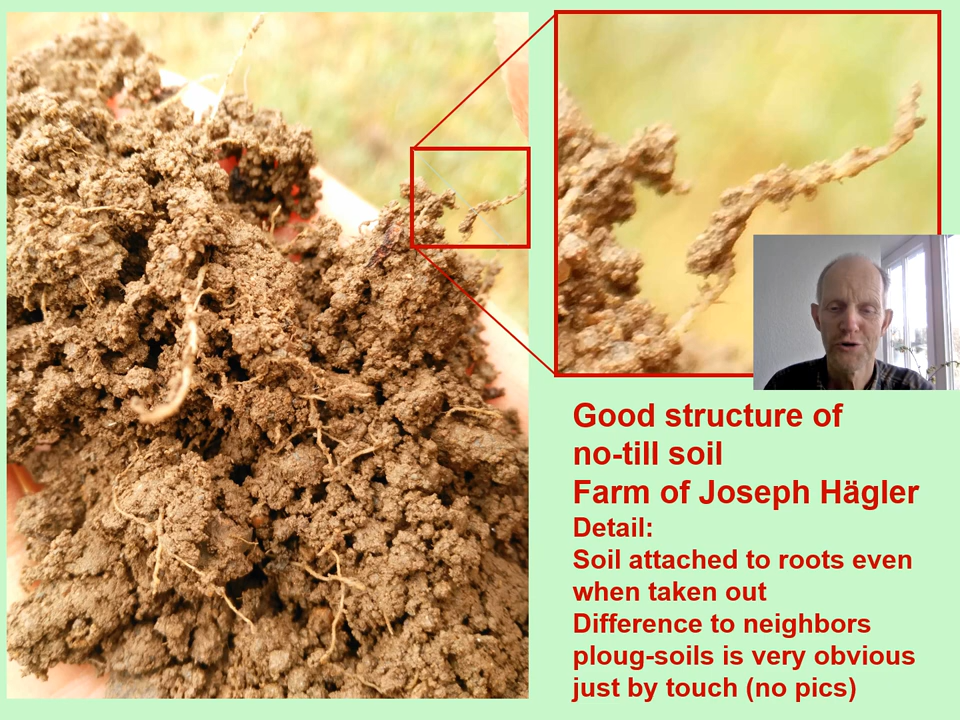 Good structure of
no-till soil
Farm of Joseph Hägler
Detail:
Soil attached to roots even
when taken out
Difference to neighbors
ploug-soils is very obvious
just by touch (no pics)